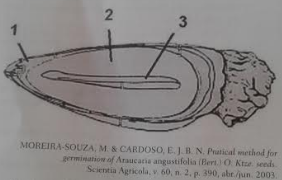 1
2
3
MOREIRA-SOUZA, M. & CARDOSO, E. J. B. N. Pratical method for
germination of Araucaria angustifolia (Bert.) O. Ktze. seeds.
Scientia Agricola, v. 60, n. 2, p. 390, abr./jun. 2003.